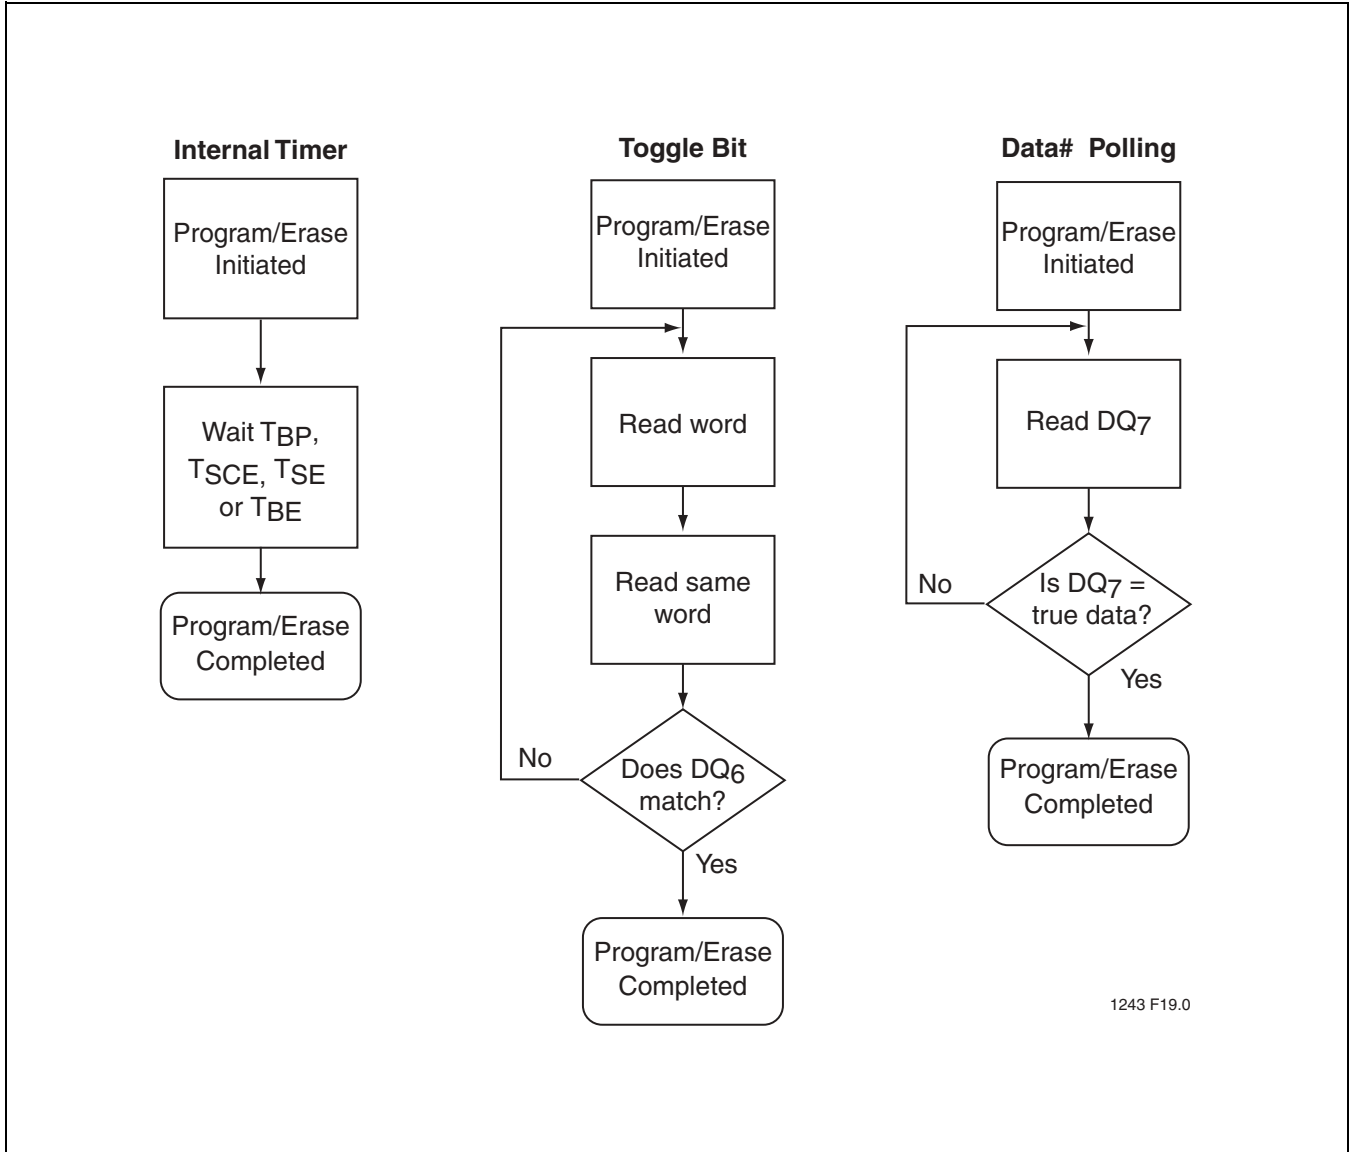 Internal Timer
Program/Erase
Initiated
Wait TBP,
TSCE, TSE
or TBE
Program/Erase
Completed
Toggle Bit
Program/Erase
Initiated
Read word
Read same
word
Does DQ6
match?
No
Yes
Program/Erase
Completed
Data# Polling
Program/Erase
Initiated
Read DQ7
Is DQ7 =
true data?
No
Yes
Program/Erase
Completed
1243 F19.0